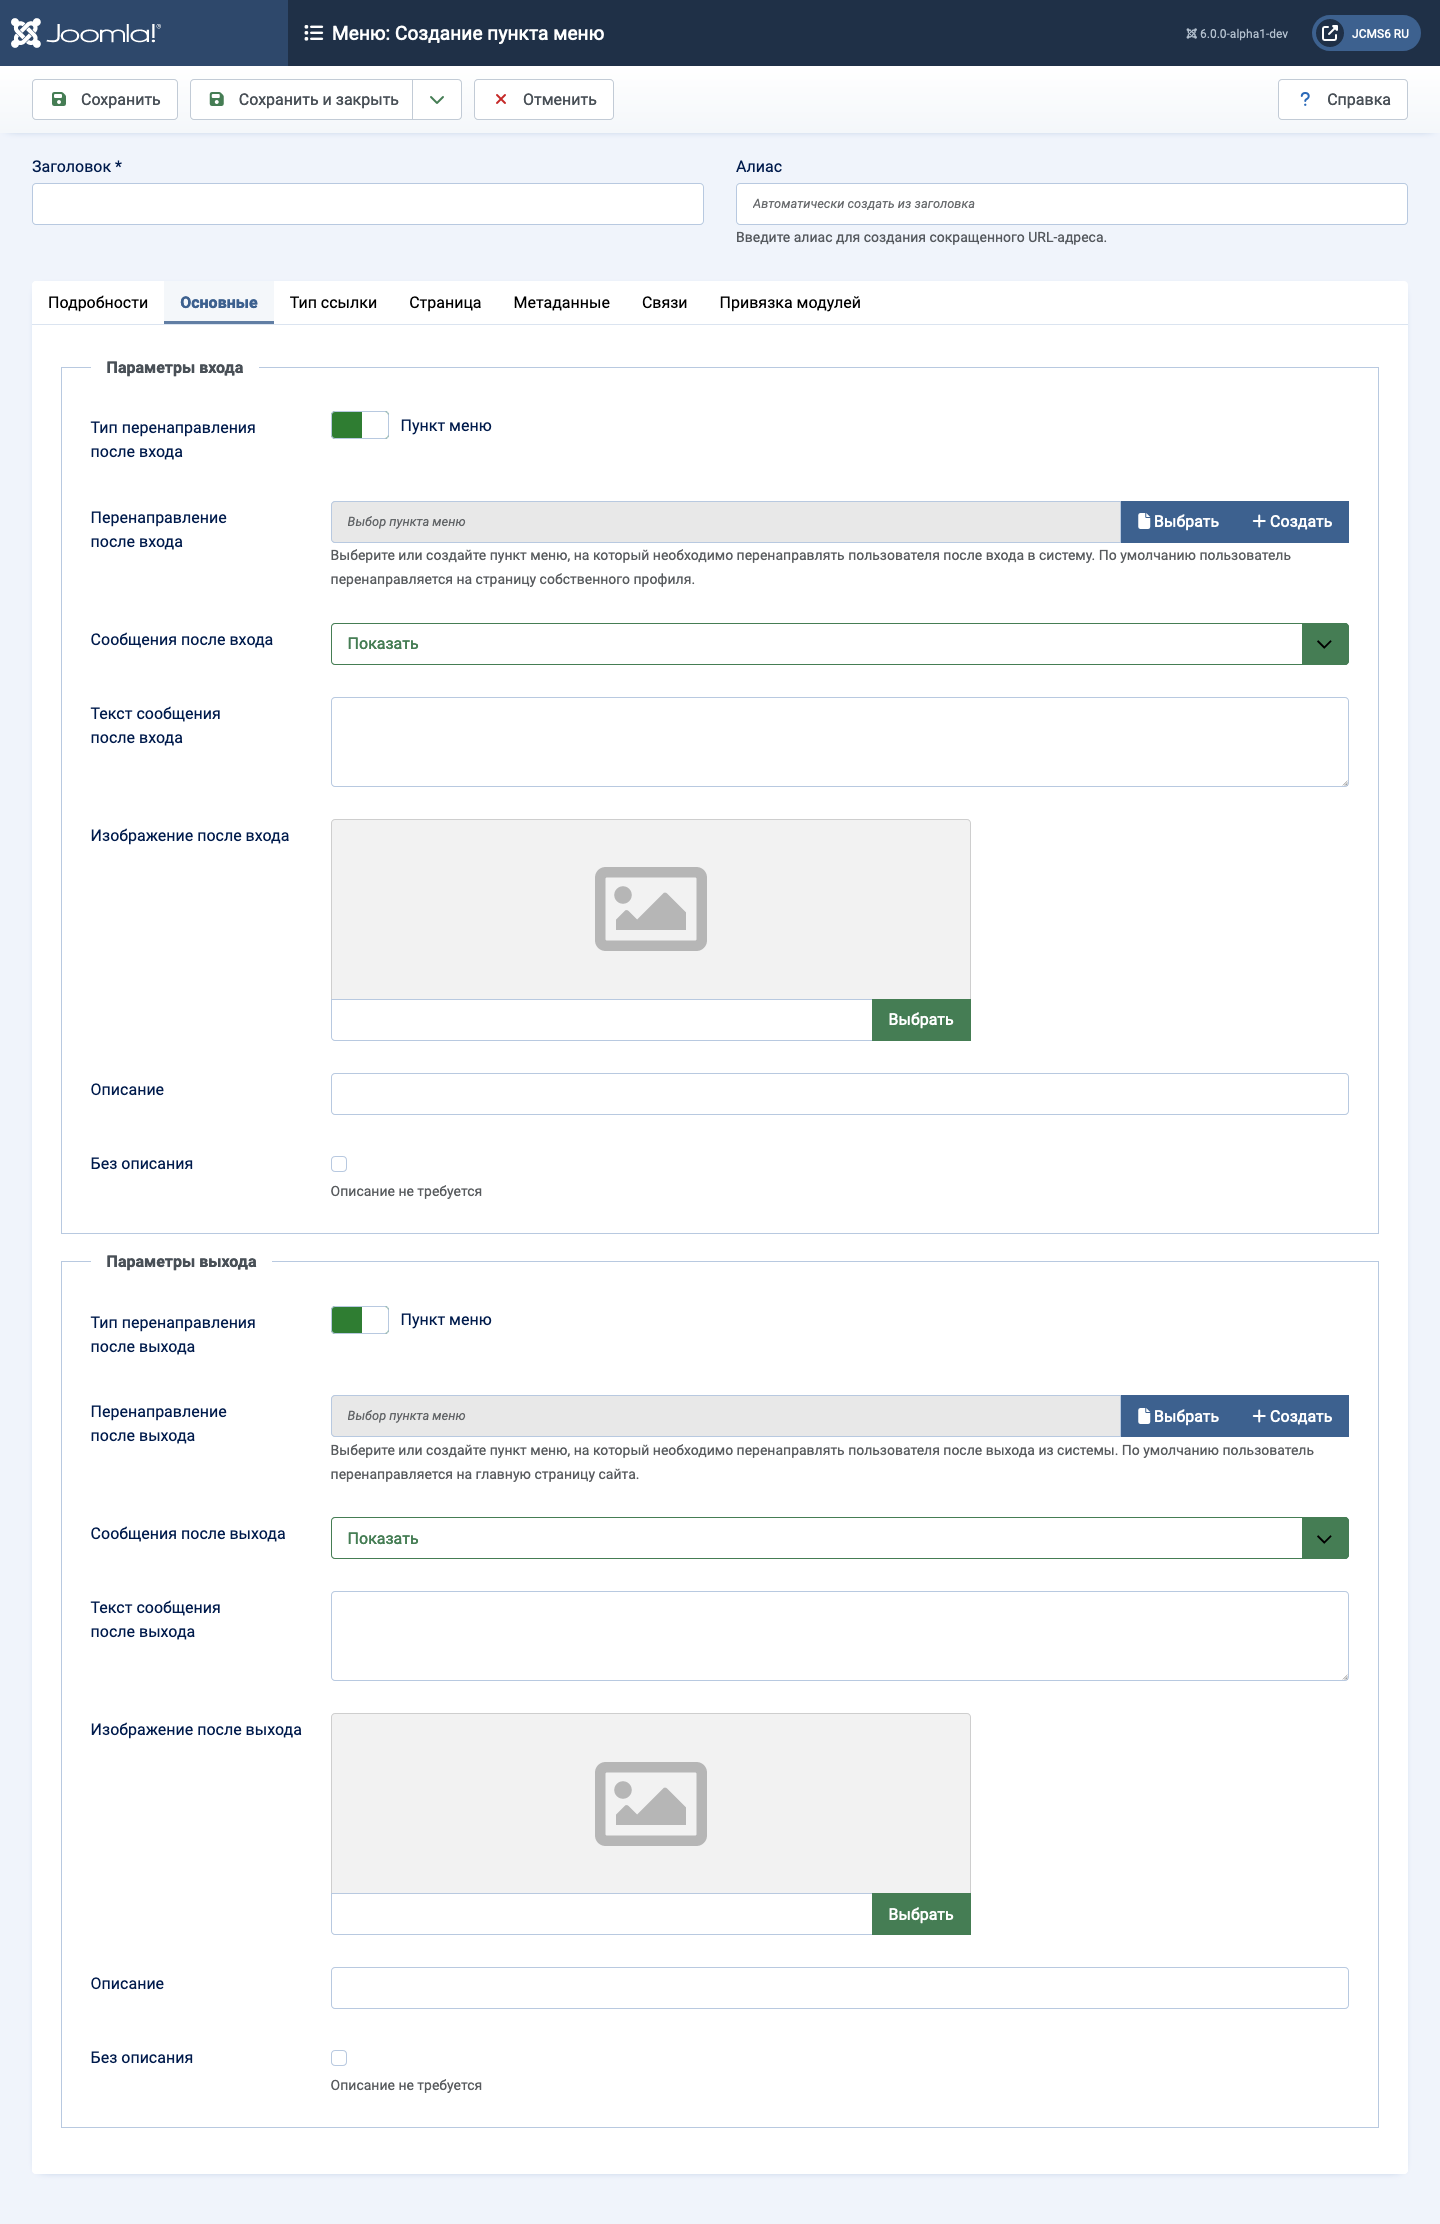 Joomla!®
Меню: Создание пункта меню
6.0.0-alpha1-dev
JCMS6 RU
Сохранить
Сохранить и закрыть
Отменить
? Справка
Заголовок *
Алиас
Автоматически создать из заголовка
Введите алиас для создания сокращенного URL-адреса.
Подробности Основные Тип ссылки Страница Метаданные Связи Привязка модулей
Параметры входа
Тип перенаправления
после входа
Пункт меню
Перенаправление
после входа
Выбор пункта меню
Выбрать
Создать
Выберите или создайте пункт меню, на который необходимо перенаправлять пользователя после входа в систему. По умолчанию пользователь
перенаправляется на страницу собственного профиля.
Сообщения после входа
Показать
Текст сообщения
после входа
Изображение после входа
Выбрать
Описание
Без описания
Описание не требуется
Параметры выхода
Тип перенаправления
после выхода
Пункт меню
Перенаправление
после выхода
Выбор пункта меню
Выбрать
Создать
Выберите или создайте пункт меню, на который необходимо перенаправлять пользователя после выхода из системы. По умолчанию пользователь
перенаправляется на главную страницу сайта.
Сообщения после выхода
Показать
Текст сообщения
после выхода
Изображение после выхода
Выбрать
Описание
Без описания
Описание не требуется